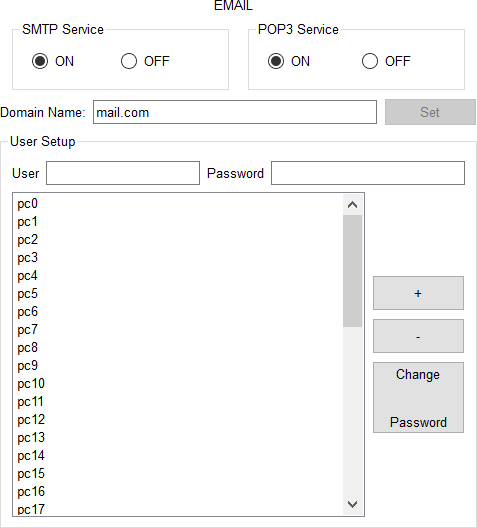 EMAIL
SMTP Service
POP3 Service
ON
OFF
ON
OFF
Domain Name:
mail.com
Set
User Setup
User
Password
pc0
pc1
pc2
pc3
pc4
pc5
pc6
pc7
pc8
pc9
pc10
pc11
pc12
pc13
pc14
pc15
pc16
pc17
+
-
Change
Password